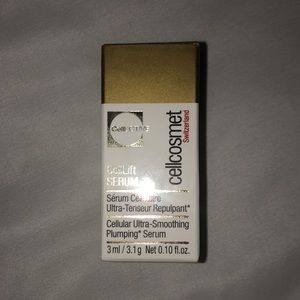 CellEctive
CellLift
SERUM
Sérum Cellulaire
Ultra-Tenseur Repulpant*
Cellular Ultra-Smoothing
Plumping* Serum
3 ml / 3.1 g Net 0.10 fl.oz.
cellcosmet
Switzerland